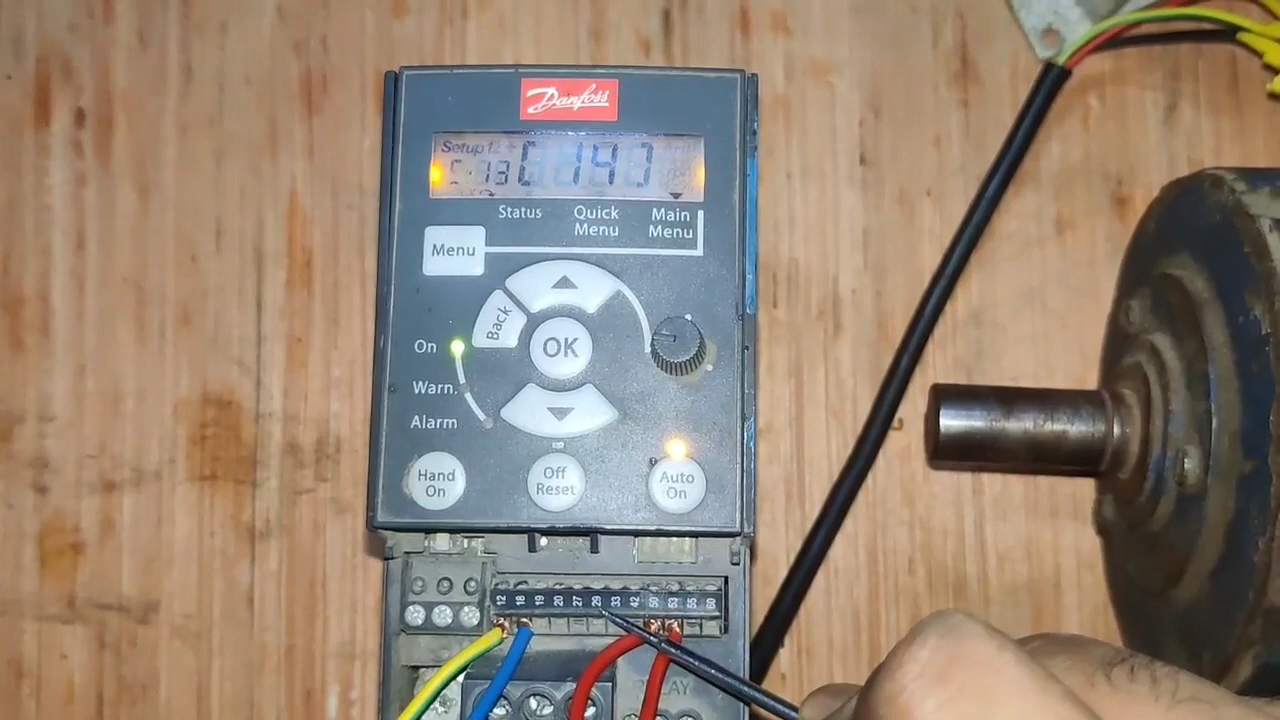 Danfoss
Setup 12
Status
Quick
Menu
Main
Menu
Menu
Back
OK
On
Warn.
Alarm
Hand
On
Off
Reset
Auto
On
12 18 19 20 27 29 33 42 50 53 55 60